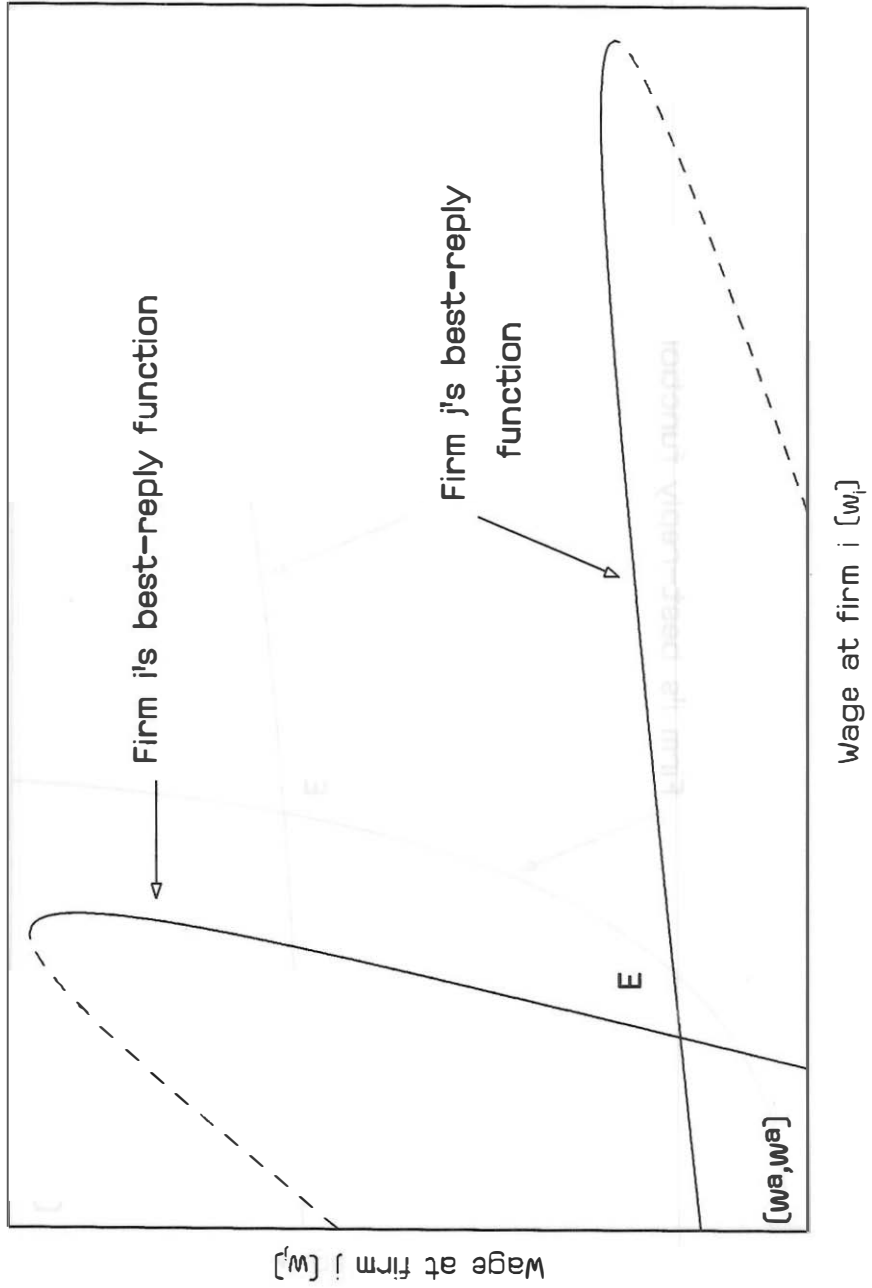 Firm i's best-reply function
Firm j's best-reply
function
E
[wᵃ,wᵃ]
Wage at firm j [wⱼ]
Wage at firm i [wᵢ]